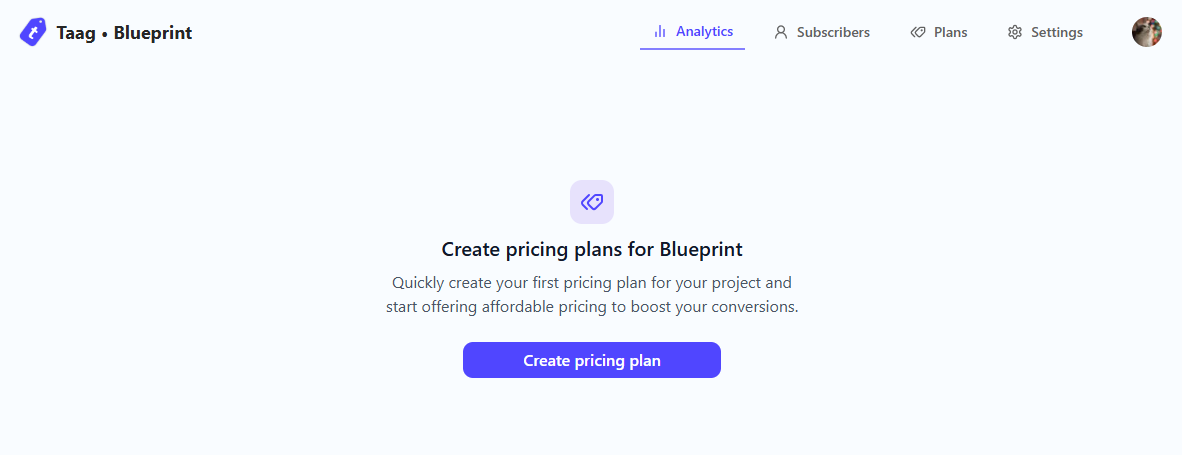 Taag • Blueprint
Analytics
Subscribers
Plans
Settings
Create pricing plans for Blueprint
Quickly create your first pricing plan for your project and
start offering affordable pricing to boost your conversions.
Create pricing plan